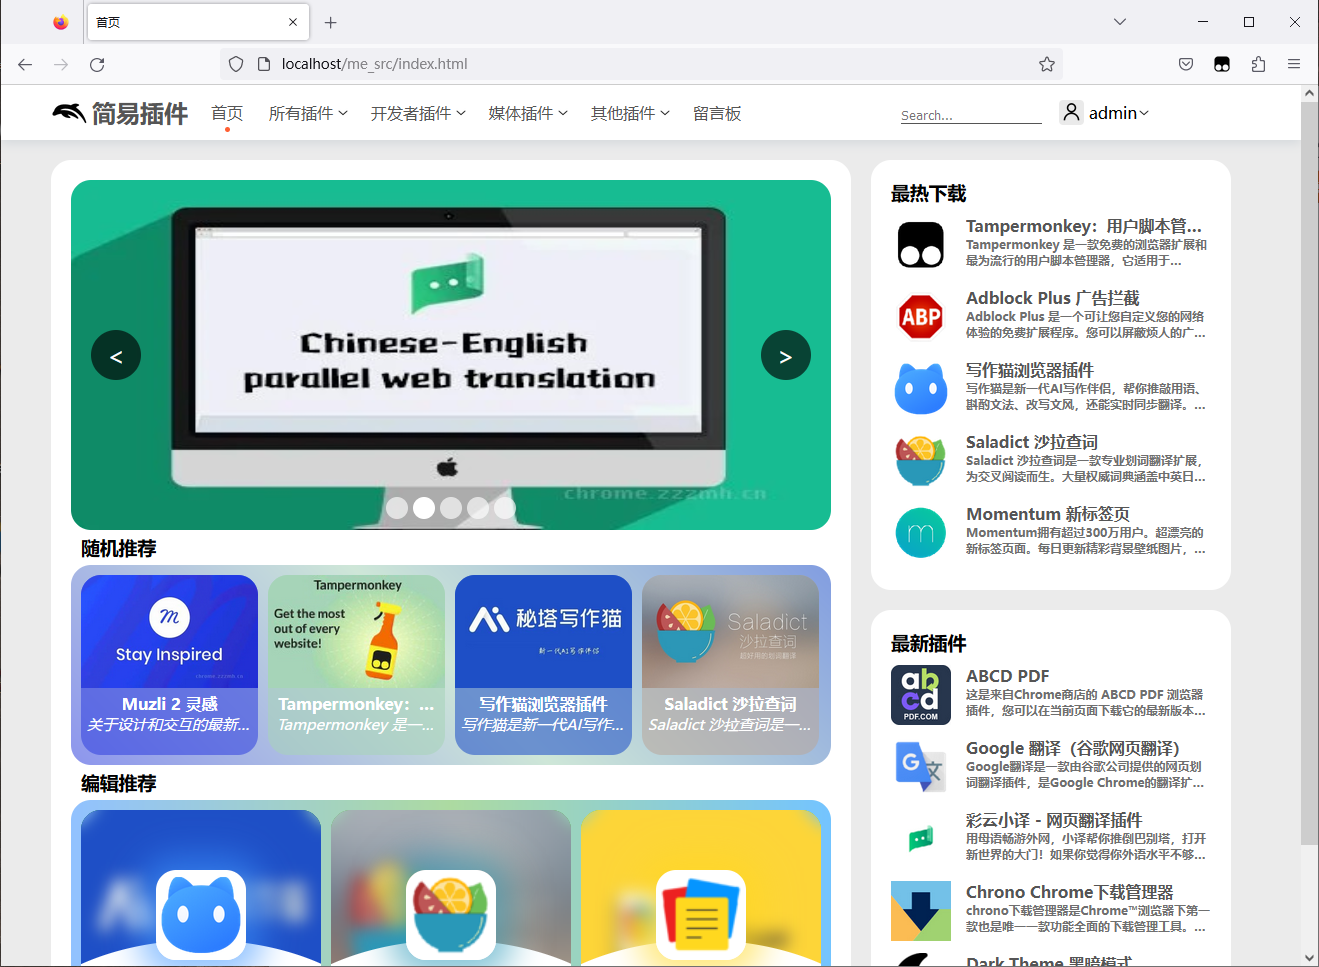 首页
localhost/me_src/index.html
简易插件
首页
所有插件
开发者插件
媒体插件
其他插件
留言板
Search...
admin
Chinese-English
parallel web translation
chrome.zzzmh.cn
<
>
随机推荐
Stay Inspired
chrome.zzzmh.cn
Muzli 2 灵感
关于设计和交互的最新...
Tampermonkey
Get the most
out of every
website!
Tampermonkey：...
Tampermonkey 是一...
秘塔写作猫
新一代AI写作伴侣
写作猫浏览器插件
写作猫是新一代AI写作...
Saladict
沙拉查词
Saladict 沙拉查词
Saladict 沙拉查词是一...
编辑推荐
最热下载
Tampermonkey：用户脚本管...
Tampermonkey 是一款免费的浏览器扩展和
最为流行的用户脚本管理器，它适用于...
ABP
Adblock Plus 广告拦截
Adblock Plus 是一个可让您自定义您的网络
体验的免费扩展程序。您可以屏蔽烦人的广...
写作猫浏览器插件
写作猫是新一代AI写作伴侣，帮你推敲用语、
斟酌文法、改写文风，还能实时同步翻译。...
Saladict 沙拉查词
Saladict 沙拉查词是一款专业划词翻译扩展，
为交叉阅读而生。大量权威词典涵盖中英日...
m
Momentum 新标签页
Momentum拥有超过300万用户。超漂亮的
新标签页面。每日更新精彩背景壁纸图片，...
最新插件
abcd
PDF.COM
ABCD PDF
这是来自Chrome商店的 ABCD PDF 浏览器
插件，您可以在当前页面下载它的最新版本...
G 文
Google 翻译（谷歌网页翻译）
Google翻译是一款由谷歌公司提供的网页划
词翻译插件，是Google Chrome的翻译扩...
彩云小译 - 网页翻译插件
用母语畅游外网，小译帮你推倒巴别塔，打开
新世界的大门！如果你觉得你外语水平不够...
Chrono Chrome下载管理器
chrono下载管理器是Chrome™浏览器下第一
款也是唯一一款功能全面的下载管理工具。...
Dark Theme 黑暗模式